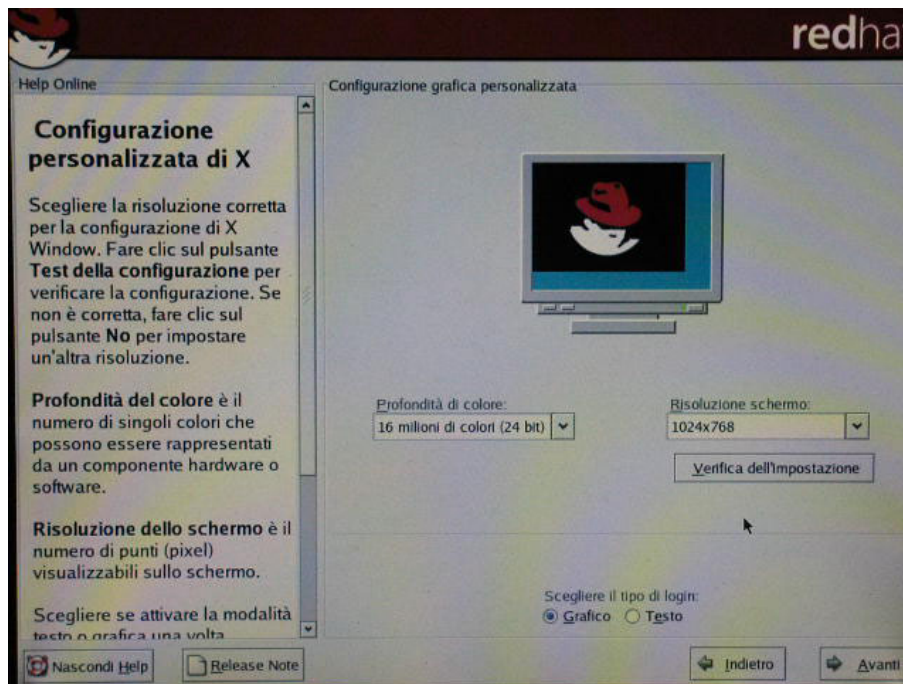 redha
Help Online
Configurazione
personalizzata di X
Scegliere la risoluzione corretta
per la configurazione di X
Window. Fare clic sul pulsante
Test della configurazione per
verificare la configurazione. Se
non è corretta, fare clic sul
pulsante No per impostare
un'altra risoluzione.
Profondità del colore è il
numero di singoli colori che
possono essere rappresentati
da un componente hardware o
software.
Risoluzione dello schermo è il
numero di punti (pixel)
visualizzabili sullo schermo.
Scegliere se attivare la modalità
testo o grafica una volta
Configurazione grafica personalizzata
Profondità di colore:
16 milioni di colori (24 bit)
Risoluzione schermo:
1024x768
Verifica dell'impostazione
Scegliere il tipo di login:
Grafico Testo
Nascondi Help Release Note Indietro Avanti